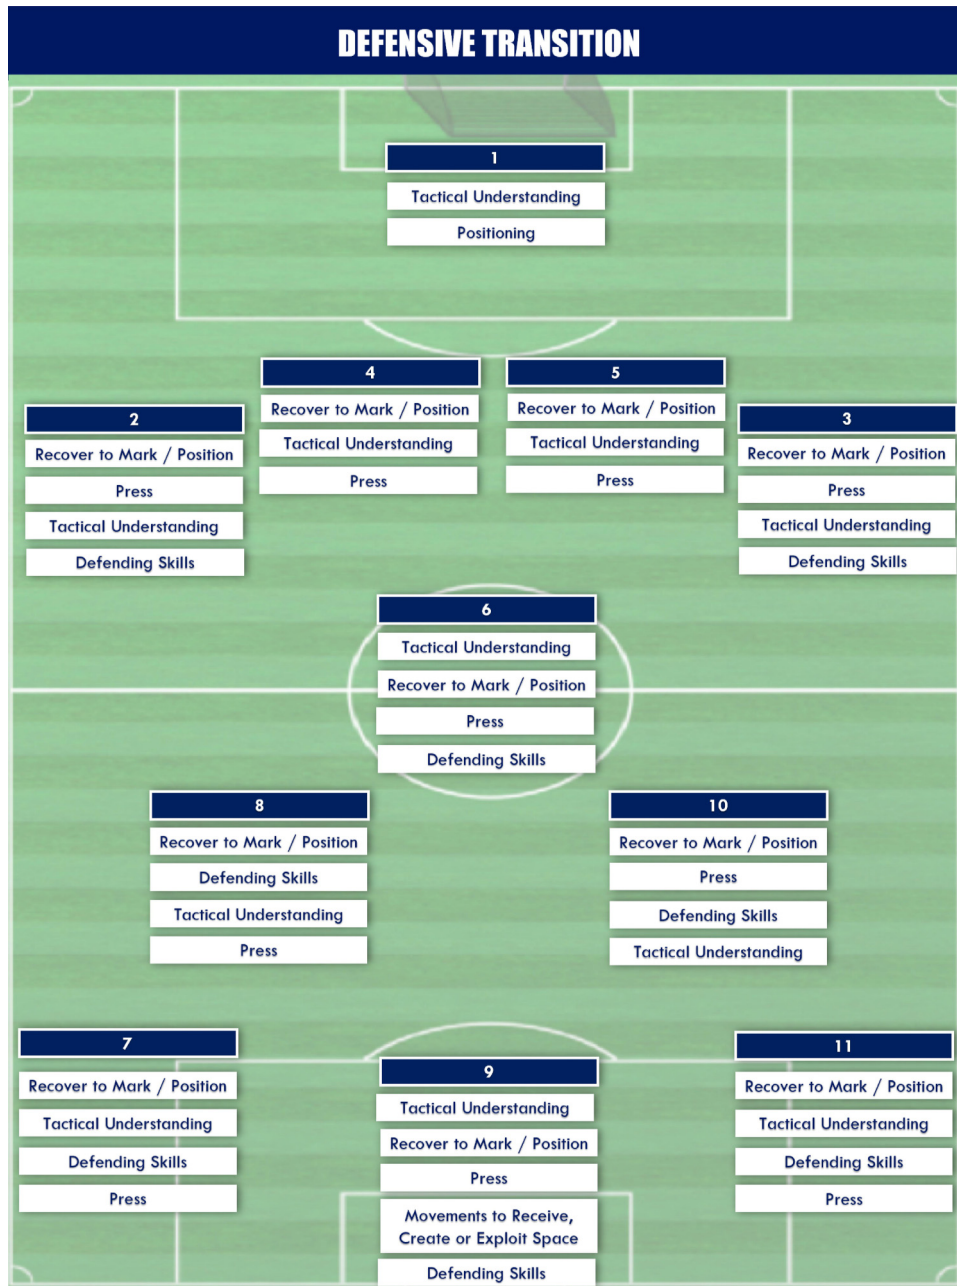 DEFENSIVE TRANSITION
1
Tactical Understanding
Positioning
4
Recover to Mark / Position
Tactical Understanding
Press
5
Recover to Mark / Position
Tactical Understanding
Press
2
Recover to Mark / Position
Press
Tactical Understanding
Defending Skills
3
Recover to Mark / Position
Press
Tactical Understanding
Defending Skills
6
Tactical Understanding
Recover to Mark / Position
Press
Defending Skills
8
Recover to Mark / Position
Defending Skills
Tactical Understanding
Press
10
Recover to Mark / Position
Press
Defending Skills
Tactical Understanding
7
Recover to Mark / Position
Tactical Understanding
Defending Skills
Press
9
Tactical Understanding
Recover to Mark / Position
Press
Movements to Receive,
Create or Exploit Space
Defending Skills
11
Recover to Mark / Position
Tactical Understanding
Defending Skills
Press